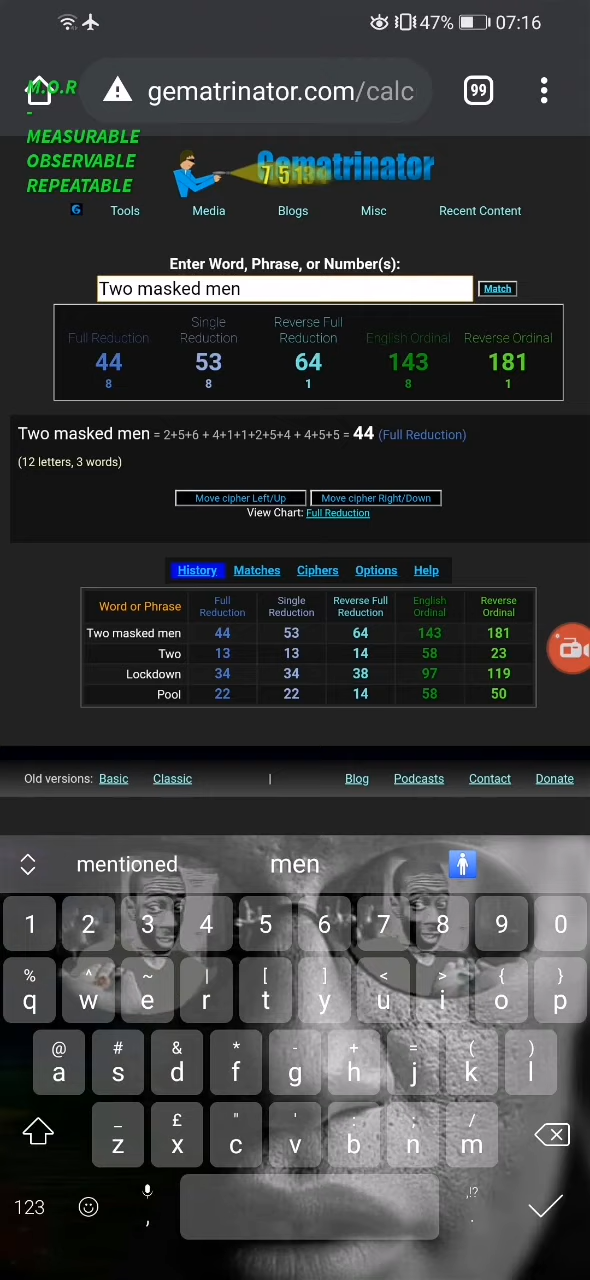 47% 07:16
M.O.R
-
MEASURABLE
OBSERVABLE
REPEATABLE
gematrinator.com/calc
99
Gematrinator
Tools Media Blogs Misc Recent Content
Enter Word, Phrase, or Number(s):
Two masked men Match
Full Reduction Single Reduction Reverse Full Reduction English Ordinal Reverse Ordinal
44 53 64 143 181
8 8 1 8 1
Two masked men = 2+5+6 + 4+1+1+2+5+4 + 4+5+5 = 44 (Full Reduction)
(12 letters, 3 words)
Move cipher Left/Up Move cipher Right/Down
View Chart: Full Reduction
History Matches Ciphers Options Help
Word or Phrase Full Reduction Single Reduction Reverse Full Reduction English Ordinal Reverse Ordinal
Two masked men 44 53 64 143 181
Two 13 13 14 58 23
Lockdown 34 34 38 97 119
Pool 22 22 14 58 50
Old versions: Basic Classic | Blog Podcasts Contact Donate
mentioned men
1 2 3 4 5 6 7 8 9 0
% ^ ~ | [ ] < > { }
q w e r t y u i o p
@ # & * - + = ( )
a s d f g h j k l
_ £ " ' : ; /
z x c v b n m
123 , ,!? .